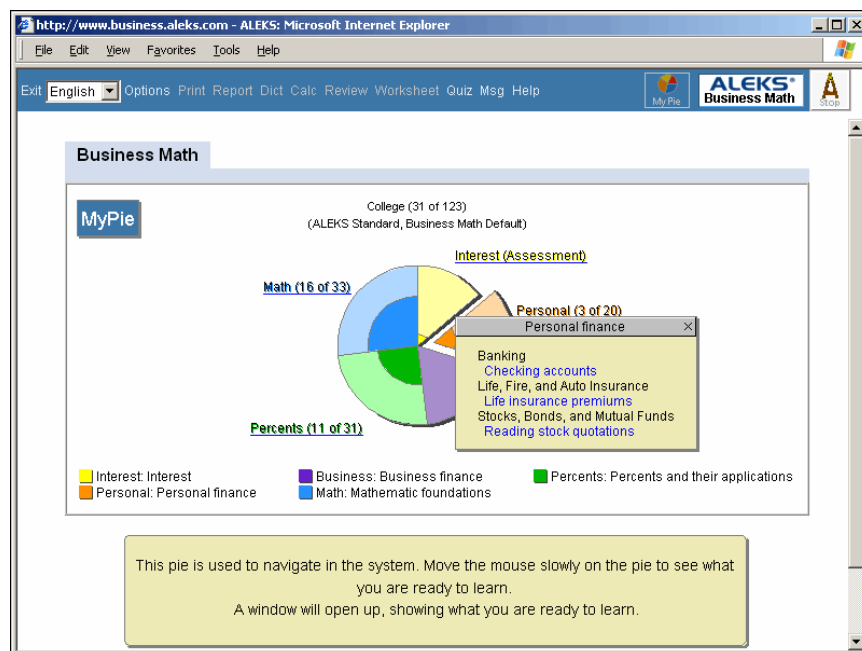 http://www.business.aleks.com - ALEKS: Microsoft Internet Explorer
File Edit View Favorites Tools Help
Exit English Options Print Report Dict Calc Review Worksheet Quiz Msg Help
MyPie
ALEKS®
Business Math
A
Stop
Business Math
MyPie
College (31 of 123)
(ALEKS Standard, Business Math Default)
Interest (Assessment)
Math (16 of 33)
Personal (3 of 20)
Personal finance
Banking
Checking accounts
Life, Fire, and Auto Insurance
Life insurance premiums
Stocks, Bonds, and Mutual Funds
Reading stock quotations
Percents (11 of 31)
Interest: Interest
Business: Business finance
Percents: Percents and their applications
Personal: Personal finance
Math: Mathematic foundations
This pie is used to navigate in the system. Move the mouse slowly on the pie to see what
you are ready to learn.
A window will open up, showing what you are ready to learn.